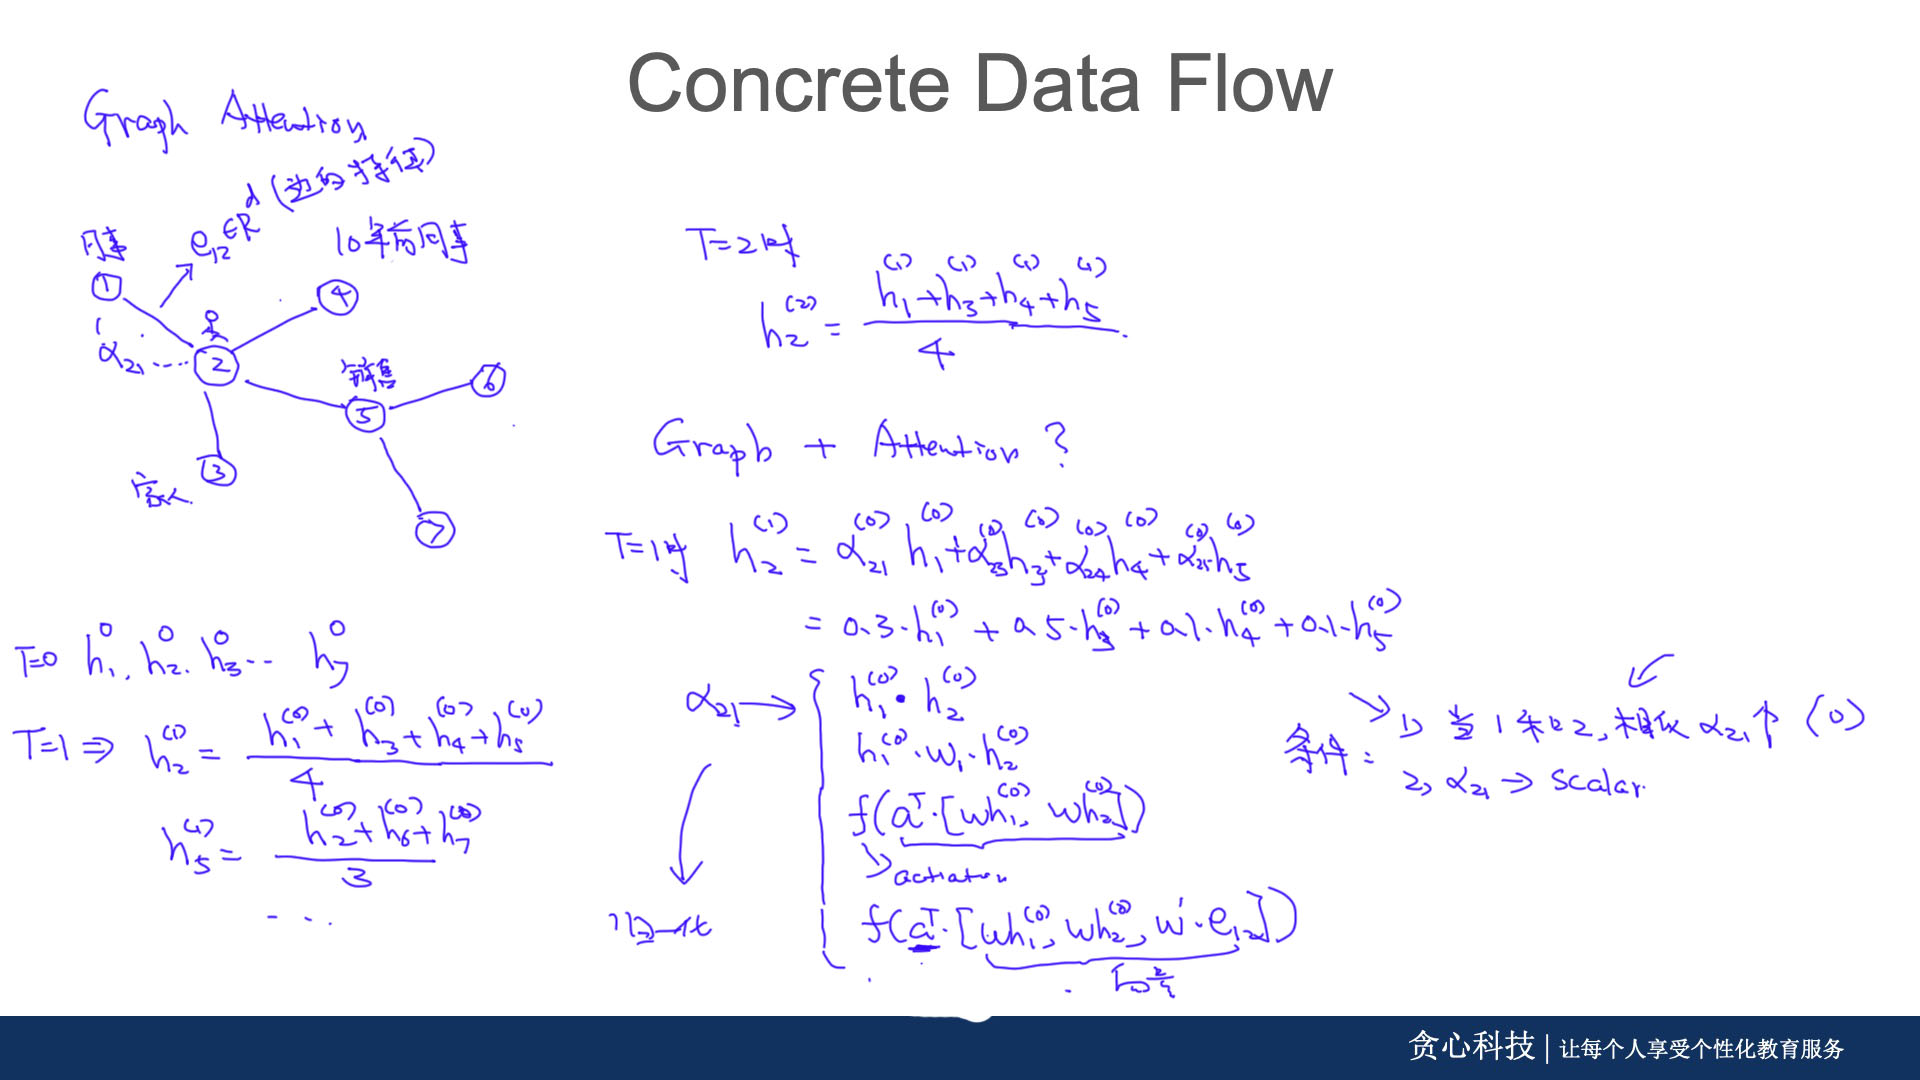 Concrete Data Flow
Graph Attention
e₁₂ ∈ R^d (边的特征)
同事
10年前同事
1
4
α₂₁
2
销售
6
5
3
家人
7
T=0 h₁⁰, h₂⁰, h₃⁰ ... h₇⁰
T=1 ⇒ h₂⁽¹⁾ = (h₁⁽⁰⁾ + h₃⁽⁰⁾ + h₄⁽⁰⁾ + h₅⁽⁰⁾) / 4
h₅⁽¹⁾ = (h₂⁽⁰⁾ + h₆⁽⁰⁾ + h₇⁽⁰⁾) / 3
...
T=2时
h₂⁽²⁾ = (h₁⁽¹⁾ + h₃⁽¹⁾ + h₄⁽¹⁾ + h₅⁽¹⁾) / 4
Graph + Attention ?
T=1时 h₂⁽¹⁾ = α₂₁⁽⁰⁾ h₁⁽⁰⁾ + α₂₃⁽⁰⁾ h₃⁽⁰⁾ + α₂₄⁽⁰⁾ h₄⁽⁰⁾ + α₂₅⁽⁰⁾ h₅⁽⁰⁾
= 0.3·h₁⁽⁰⁾ + 0.5·h₃⁽⁰⁾ + 0.1·h₄⁽⁰⁾ + 0.1·h₅⁽⁰⁾
α₂₁ → { h₁⁽⁰⁾ · h₂⁽⁰⁾
h₁⁽⁰⁾ · w₁ · h₂⁽⁰⁾
f(aᵀ·[wh₁⁽⁰⁾, wh₂⁽⁰⁾])
activation
f(aᵀ·[wh₁⁽⁰⁾, wh₂⁽⁰⁾, w'·e₁₂])
向量
归一化
条件: 1) 当1和2,相似 α₂₁↑ (0)
2) α₂₁ → scalar.
贪心科技 | 让每个人享受个性化教育服务